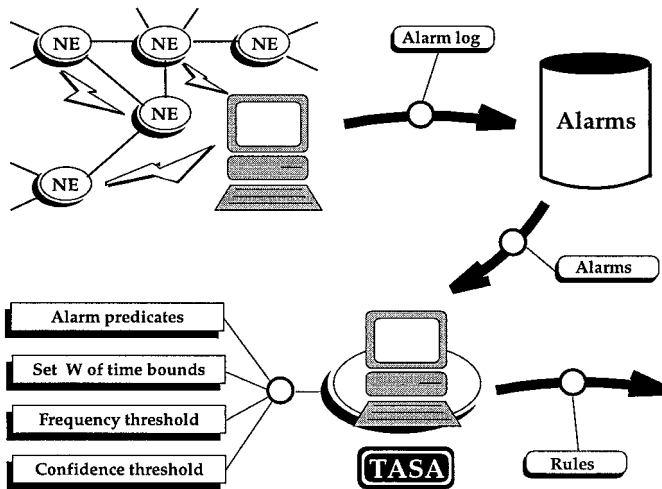 NE
NE
NE
NE
NE
Alarm log
Alarms
Alarms
Alarm predicates
Set W of time bounds
Frequency threshold
Confidence threshold
TASA
Rules